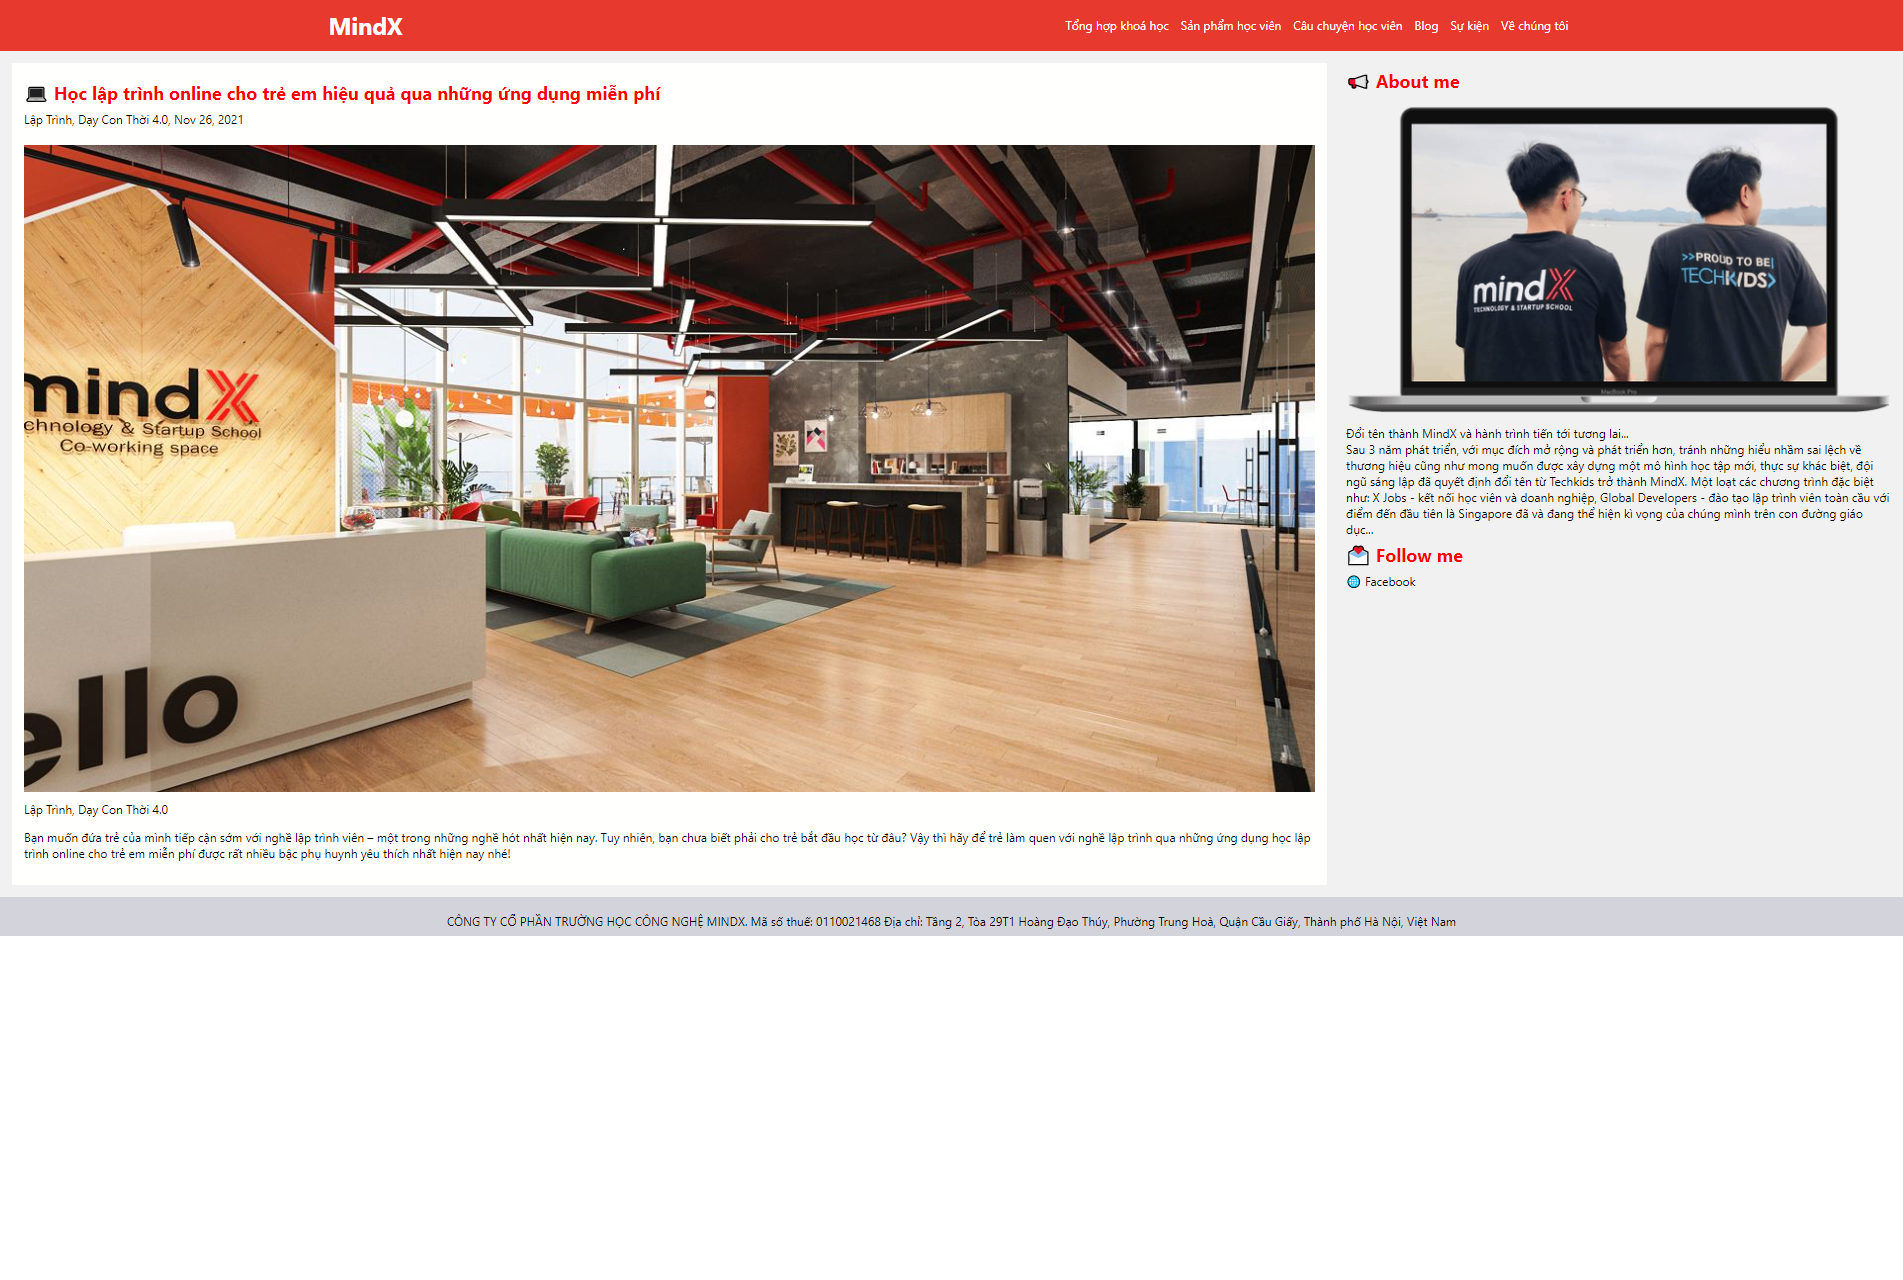 MindX
Tổng hợp khoá học Sản phẩm học viên Câu chuyện học viên Blog Sự kiện Về chúng tôi
💻 Học lập trình online cho trẻ em hiệu quả qua những ứng dụng miễn phí
Lập Trình, Dạy Con Thời 4.0, Nov 26, 2021
mindX
chnology & Startup School
Co-working space
ello
Lập Trình, Dạy Con Thời 4.0
Bạn muốn đứa trẻ của mình tiếp cận sớm với nghề lập trình viên – một trong những nghề hót nhất hiện nay. Tuy nhiên, bạn chưa biết phải cho trẻ bắt đầu học từ đâu? Vậy thì hãy để trẻ làm quen với nghề lập trình qua những ứng dụng học lập
trình online cho trẻ em miễn phí được rất nhiều bậc phụ huynh yêu thích nhất hiện nay nhé!
About me
mindX
TECHNOLOGY & STARTUP SCHOOL
>>PROUD TO BE|
TECHKIDS>
MacBook Pro
Đổi tên thành MindX và hành trình tiến tới tương lai...
Sau 3 năm phát triển, với mục đích mở rộng và phát triển hơn, tránh những hiểu nhầm sai lệch về
thương hiệu cũng như mong muốn được xây dựng một mô hình học tập mới, thực sự khác biệt, đội
ngũ sáng lập đã quyết định đổi tên từ Techkids trở thành MindX. Một loạt các chương trình đặc biệt
như: X Jobs - kết nối học viên và doanh nghiệp, Global Developers - đào tạo lập trình viên toàn cầu với
điểm đến đầu tiên là Singapore đã và đang thể hiện kì vọng của chúng mình trên con đường giáo
dục...
Follow me
Facebook
CÔNG TY CỔ PHẦN TRƯỜNG HỌC CÔNG NGHỆ MINDX. Mã số thuế: 0110021468 Địa chỉ: Tầng 2, Tòa 29T1 Hoàng Đạo Thúy, Phường Trung Hoà, Quận Cầu Giấy, Thành phố Hà Nội, Việt Nam